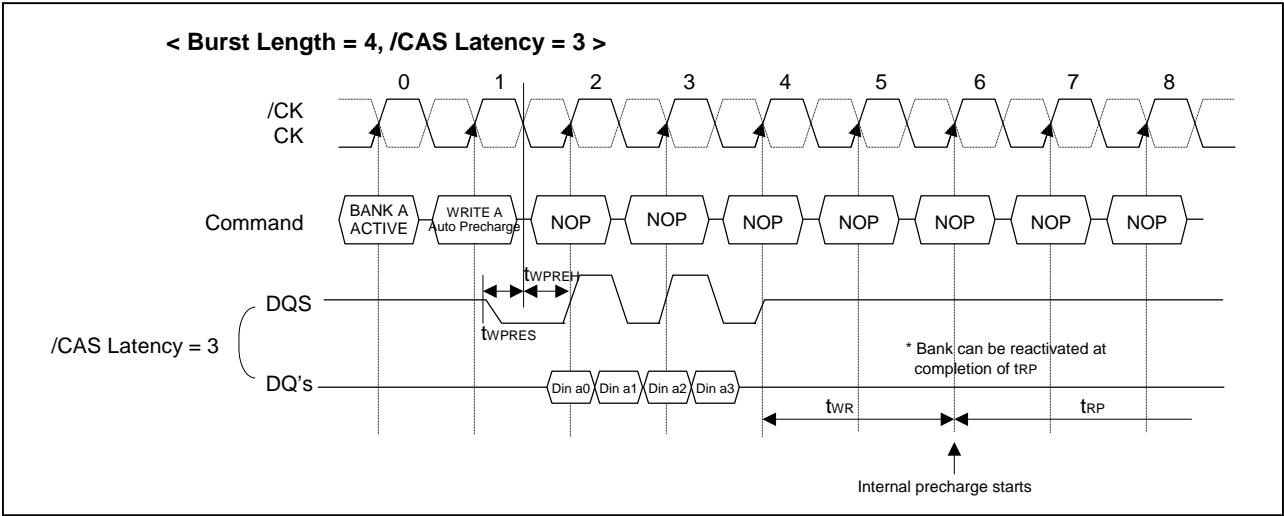 < Burst Length = 4, /CAS Latency = 3 >
0 1 2 3 4 5 6 7 8
/CK
CK
Command
BANK A
ACTIVE
WRITE A
Auto Precharge
NOP NOP NOP NOP NOP NOP NOP
tWPREH
DQS
tWPRES
/CAS Latency = 3
* Bank can be reactivated at
completion of tRP
DQ's
Din a0 Din a1 Din a2 Din a3
tWR
tRP
Internal precharge starts